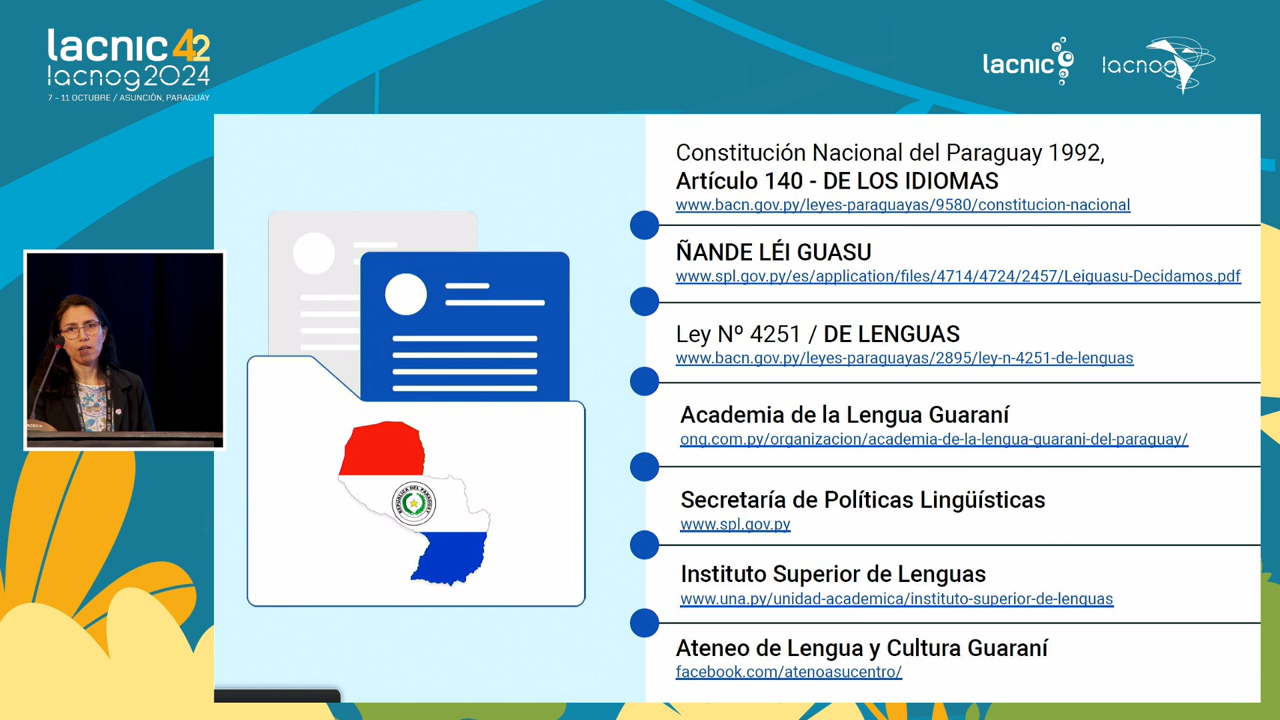 lacnic 42
lacnog2024
7 - 11 OCTUBRE / ASUNCIÓN, PARAGUAY
lacnic
lacnog
Constitución Nacional del Paraguay 1992,
Artículo 140 - DE LOS IDIOMAS
www.bacn.gov.py/leyes-paraguayas/9580/constitucion-nacional
ÑANDE LÉI GUASU
www.spl.gov.py/es/application/files/4714/4724/2457/Leiguasu-Decidamos.pdf
Ley Nº 4251 / DE LENGUAS
www.bacn.gov.py/leyes-paraguayas/2895/ley-n-4251-de-lenguas
Academia de la Lengua Guaraní
ong.com.py/organizacion/academia-de-la-lengua-guarani-del-paraguay/
Secretaría de Políticas Lingüísticas
www.spl.gov.py
Instituto Superior de Lenguas
www.una.py/unidad-academica/instituto-superior-de-lenguas
Ateneo de Lengua y Cultura Guaraní
facebook.com/atenoasucentro/
REPUBLICA DEL PARAGUAY